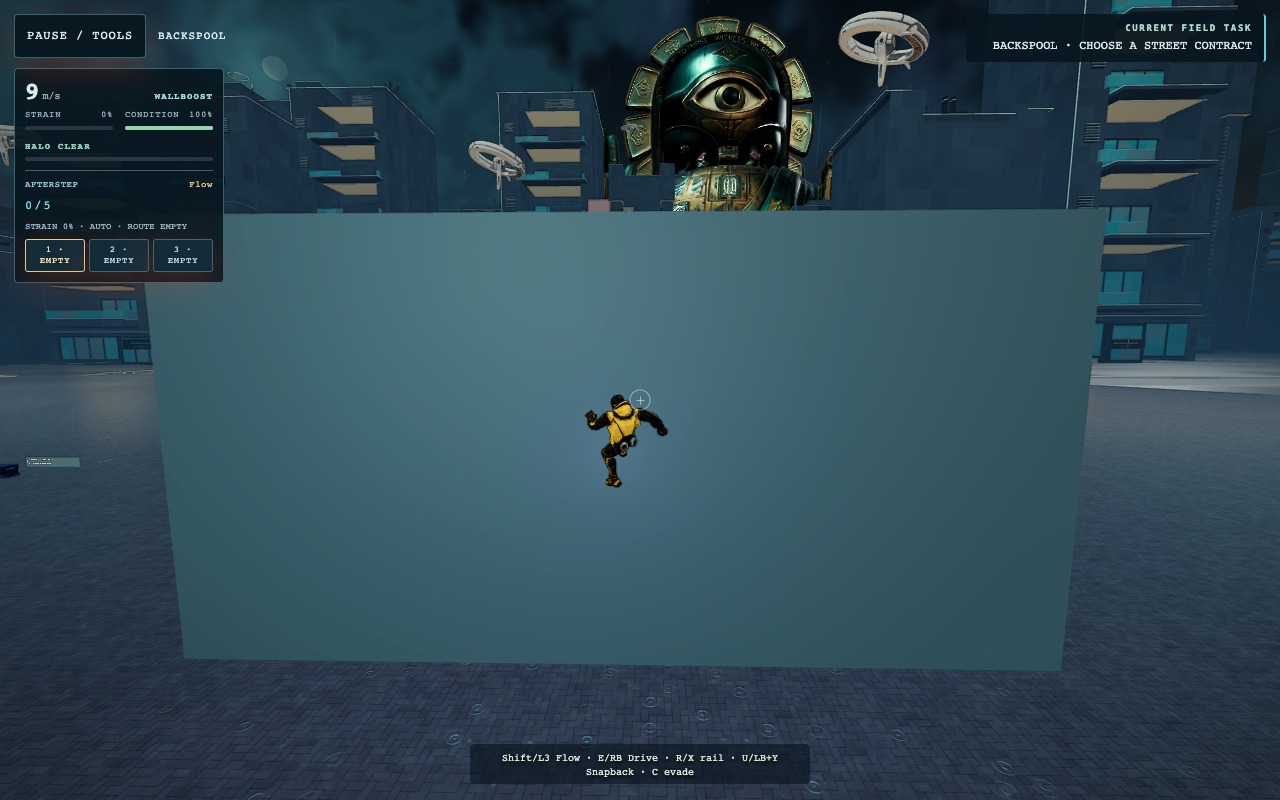 PAUSE / TOOLS
BACKSPOOL
CURRENT FIELD TASK
BACKSPOOL · CHOOSE A STREET CONTRACT
9 m/s
WALLBOOST
STRAIN 0%
CONDITION 100%
HALO CLEAR
AFTERSTEP
Flow
0/5
STRAIN 0% · AUTO · ROUTE EMPTY
1 · EMPTY
2 · EMPTY
3 · EMPTY
Shift/L3 Flow · E/RB Drive · R/X rail · U/LB+Y
Snapback · C evade